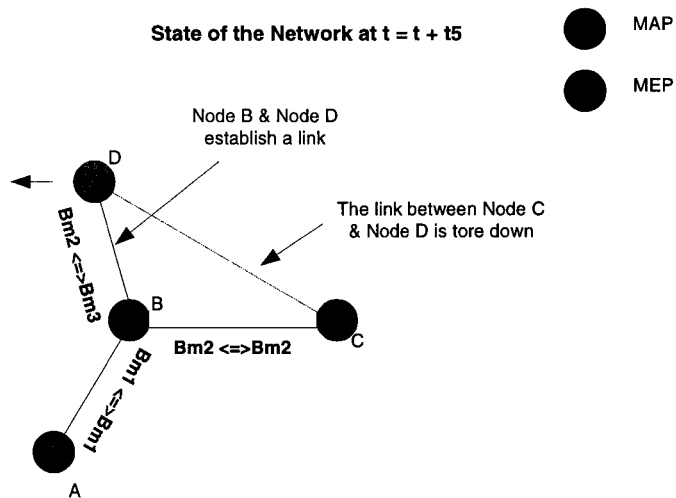 State of the Network at t = t + t5
MAP
MEP
Node B & Node D
establish a link
D
The link between Node C
& Node D is tore down
Bm2 <=>Bm3
B
C
Bm2 <=>Bm2
Bm1 <=>Bm1
A